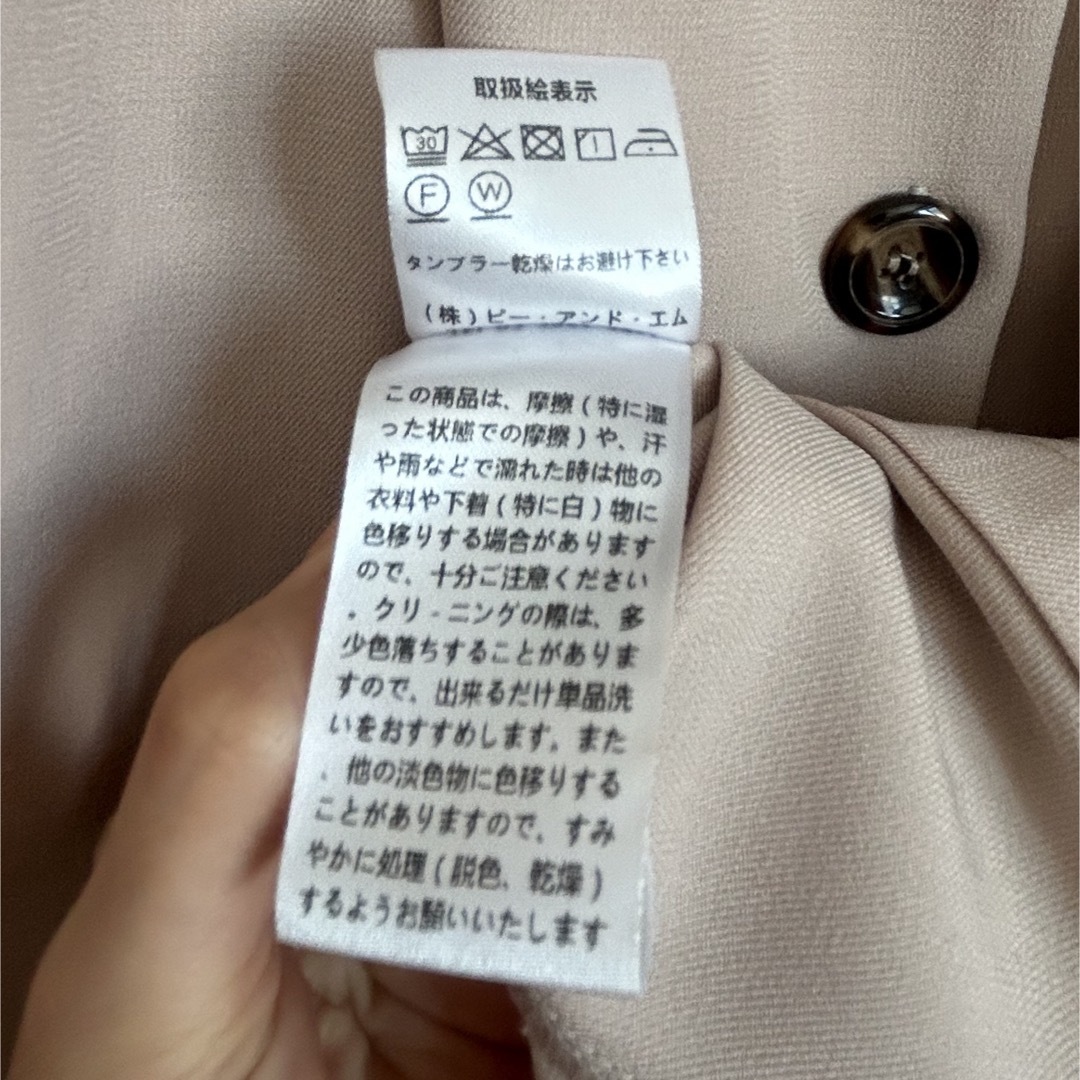 取扱絵表示
30
F W
タンブラー乾燥はお避け下さい
(株)ビー・アンド・エム
この商品は、摩擦(特に湿
った状態での摩擦)や、汗
や雨などで濡れた時は他の
衣料や下着(特に白)物に
色移りする場合があります
ので、十分ご注意ください
。クリ-ニングの際は、多
少色落ちすることがありま
すので、出来るだけ単品洗
いをおすすめします。また
、他の淡色物に色移りする
ことがありますので、すみ
やかに処理(脱色、乾燥)
するようお願いいたします